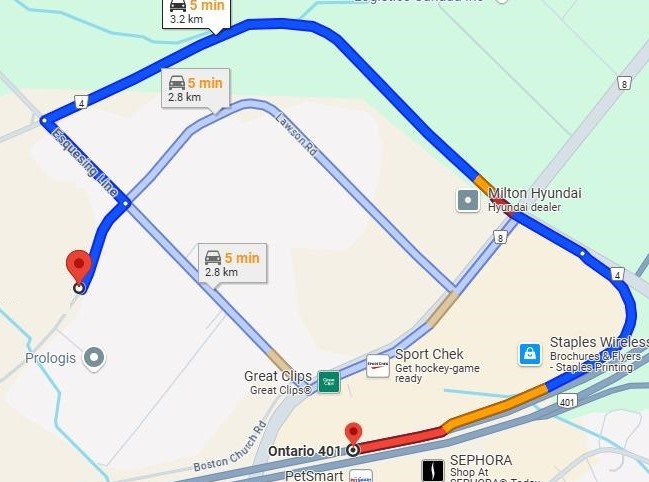 Logistics Canada Inc
5 min
3.2 km
8
5 min
2.8 km
4
Lawson Rd
Esquesing Line
Milton Hyundai
Hyundai dealer
8
5 min
2.8 km
4
Staples Wireless
Brochures & Flyers
- Staples Printing
Prologis
Sport Chek
Get hockey-game
ready
Great Clips
Great Clips®
401
Boston Church Rd
Ontario 401
SEPHORA
Shop At
PetSmart